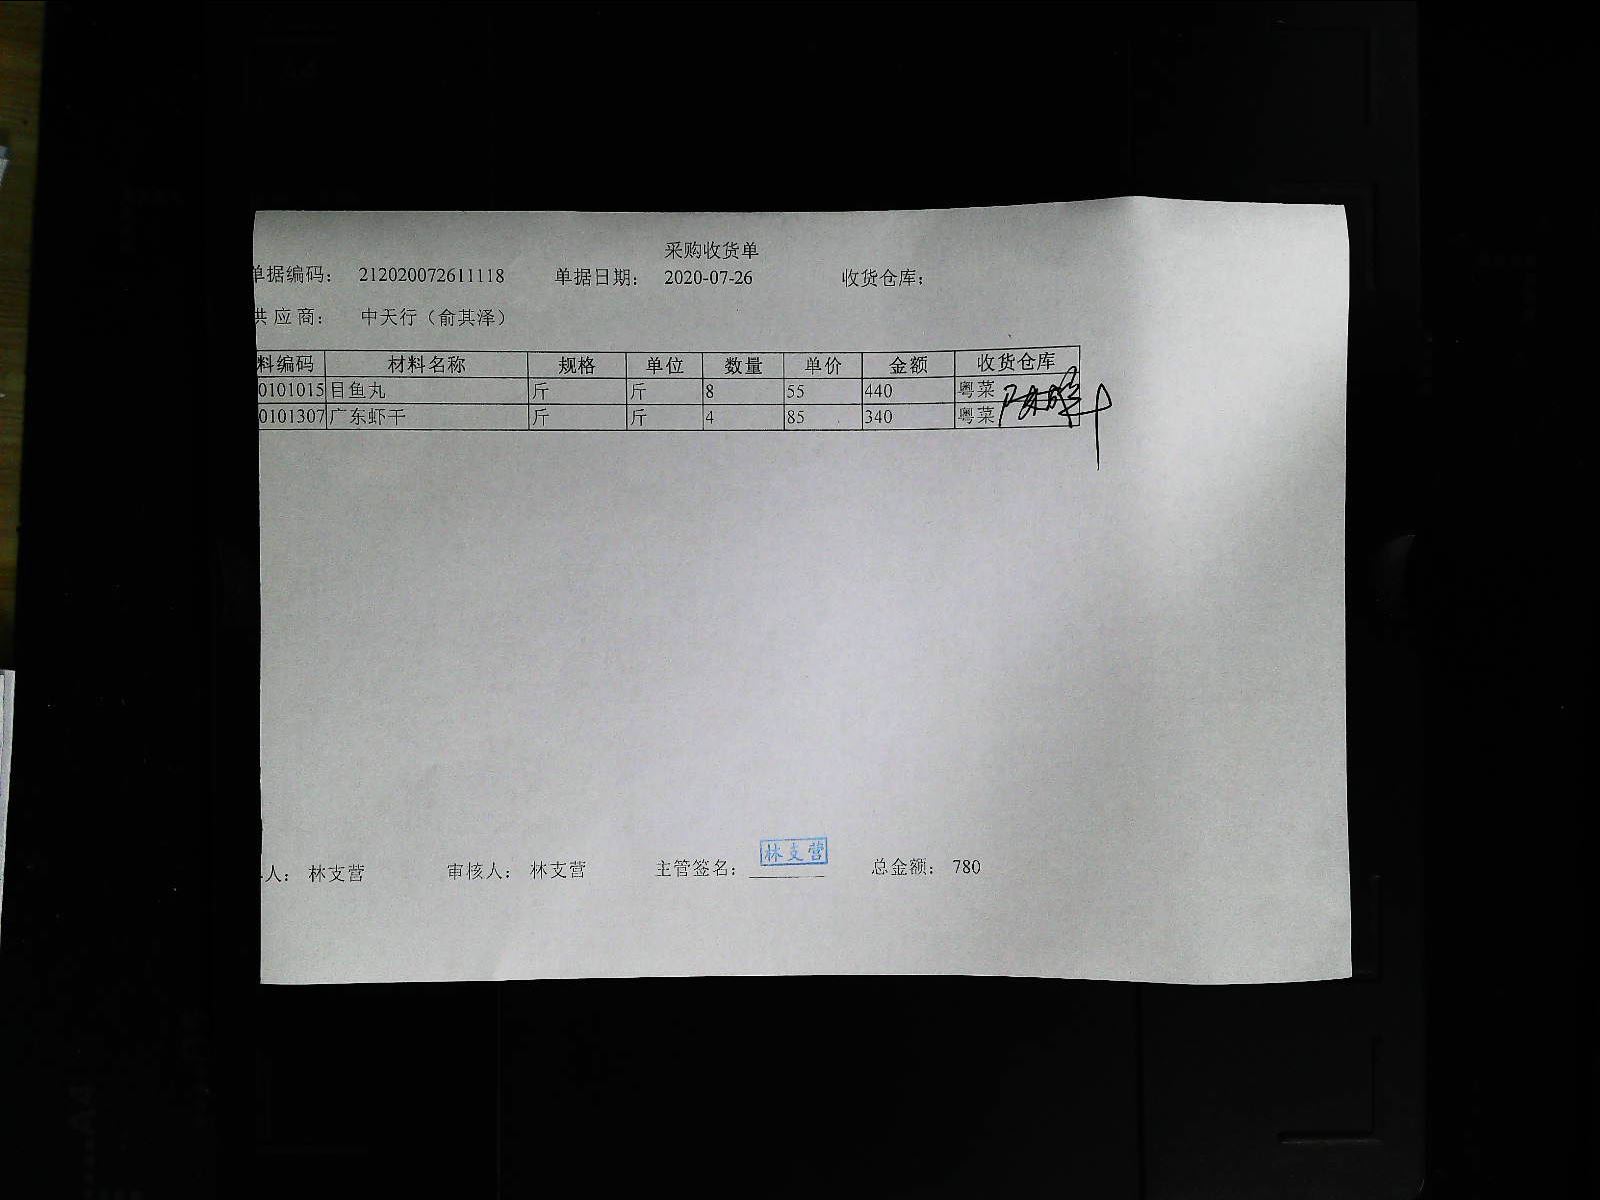 采购收货单
单据编码： 212020072611118 单据日期： 2020-07-26 收货仓库：
供应商： 中天行（俞其泽）
料编码 材料名称 规格 单位 数量 单价 金额 收货仓库
0101015 目鱼丸 斤 斤 8 55 440 粤菜
0101307 广东虾干 斤 斤 4 85 340 粤菜
林支营
人： 林支营 审核人： 林支营 主管签名： 总金额： 780